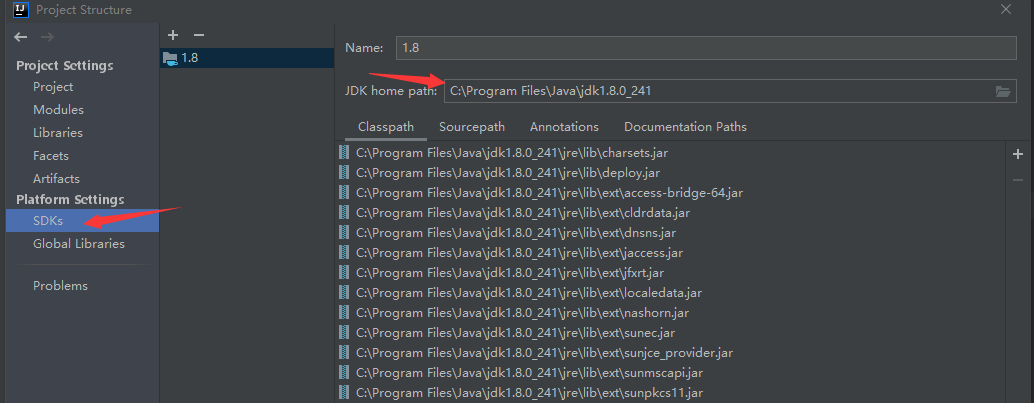 IJ
Project Structure
Project Settings
Project
Modules
Libraries
Facets
Artifacts
Platform Settings
SDKs
Global Libraries
Problems
1.8
Name: 1.8
JDK home path: C:\Program Files\Java\jdk1.8.0_241
Classpath Sourcepath Annotations Documentation Paths
C:\Program Files\Java\jdk1.8.0_241\jre\lib\charsets.jar
C:\Program Files\Java\jdk1.8.0_241\jre\lib\deploy.jar
C:\Program Files\Java\jdk1.8.0_241\jre\lib\ext\access-bridge-64.jar
C:\Program Files\Java\jdk1.8.0_241\jre\lib\ext\cldrdata.jar
C:\Program Files\Java\jdk1.8.0_241\jre\lib\ext\dnsns.jar
C:\Program Files\Java\jdk1.8.0_241\jre\lib\ext\jaccess.jar
C:\Program Files\Java\jdk1.8.0_241\jre\lib\ext\jfxrt.jar
C:\Program Files\Java\jdk1.8.0_241\jre\lib\ext\localedata.jar
C:\Program Files\Java\jdk1.8.0_241\jre\lib\ext\nashorn.jar
C:\Program Files\Java\jdk1.8.0_241\jre\lib\ext\sunec.jar
C:\Program Files\Java\jdk1.8.0_241\jre\lib\ext\sunjce_provider.jar
C:\Program Files\Java\jdk1.8.0_241\jre\lib\ext\sunmscapi.jar
C:\Program Files\Java\jdk1.8.0_241\jre\lib\ext\sunpkcs11.jar